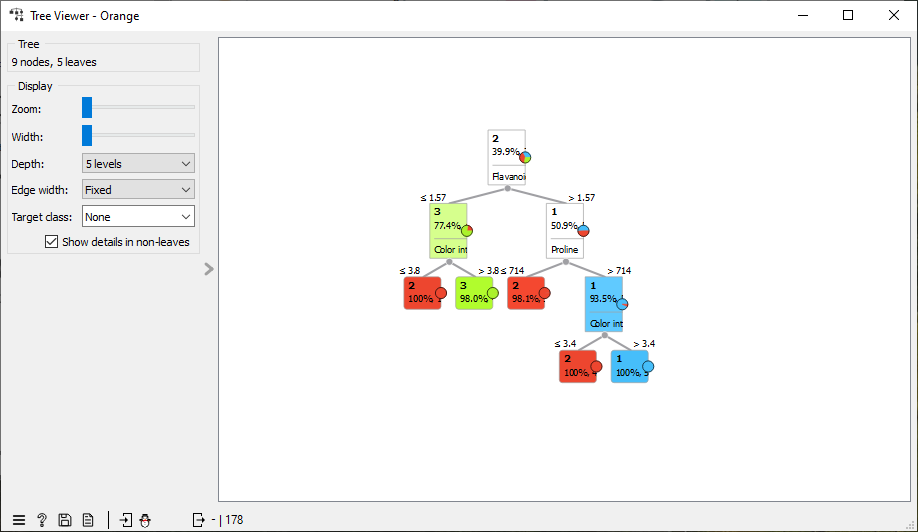 Tree Viewer - Orange
Tree
9 nodes, 5 leaves
Display
Zoom:
Width:
Depth: 5 levels
Edge width: Fixed
Target class: None
Show details in non-leaves
2
39.9%,
Flavanoi
≤ 1.57
> 1.57
3
77.4%,
Color int
1
50.9%,
Proline
≤ 3.8
> 3.8
≤ 714
> 714
2
100%,
3
98.0%,
2
98.1%,
1
93.5%,
Color int
≤ 3.4
> 3.4
2
100%,
1
100%,
- | 178